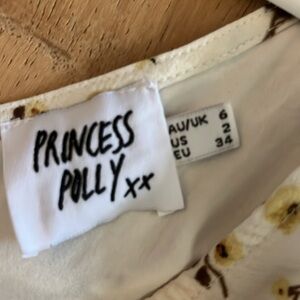 PRINCESS
POLLY xx
AU/UK 6
US 2
EU 34